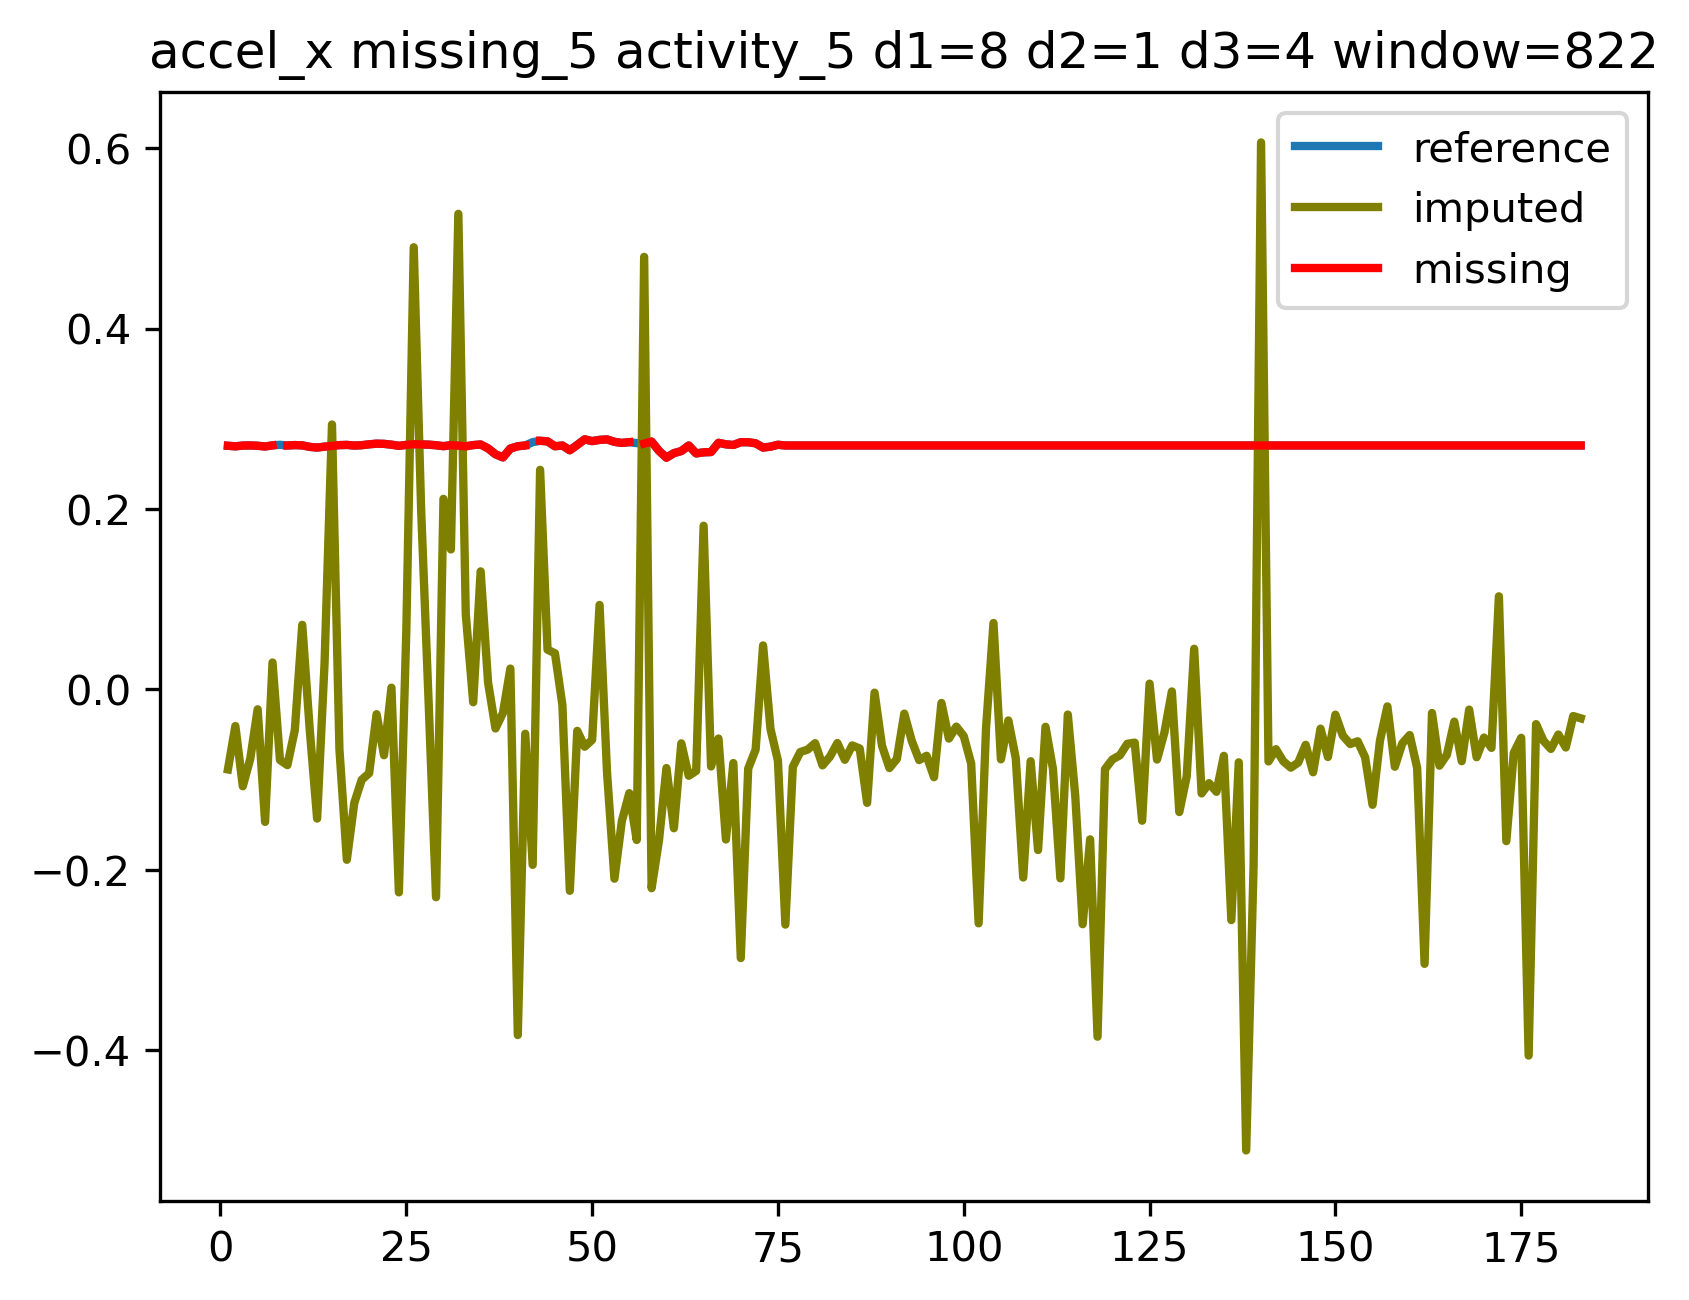 accel_x missing_5 activity_5 d1=8 d2=1 d3=4 window=822
reference
imputed
missing
0.6
0.4
0.2
0.0
−0.2
−0.4
0 25 50 75 100 125 150 175